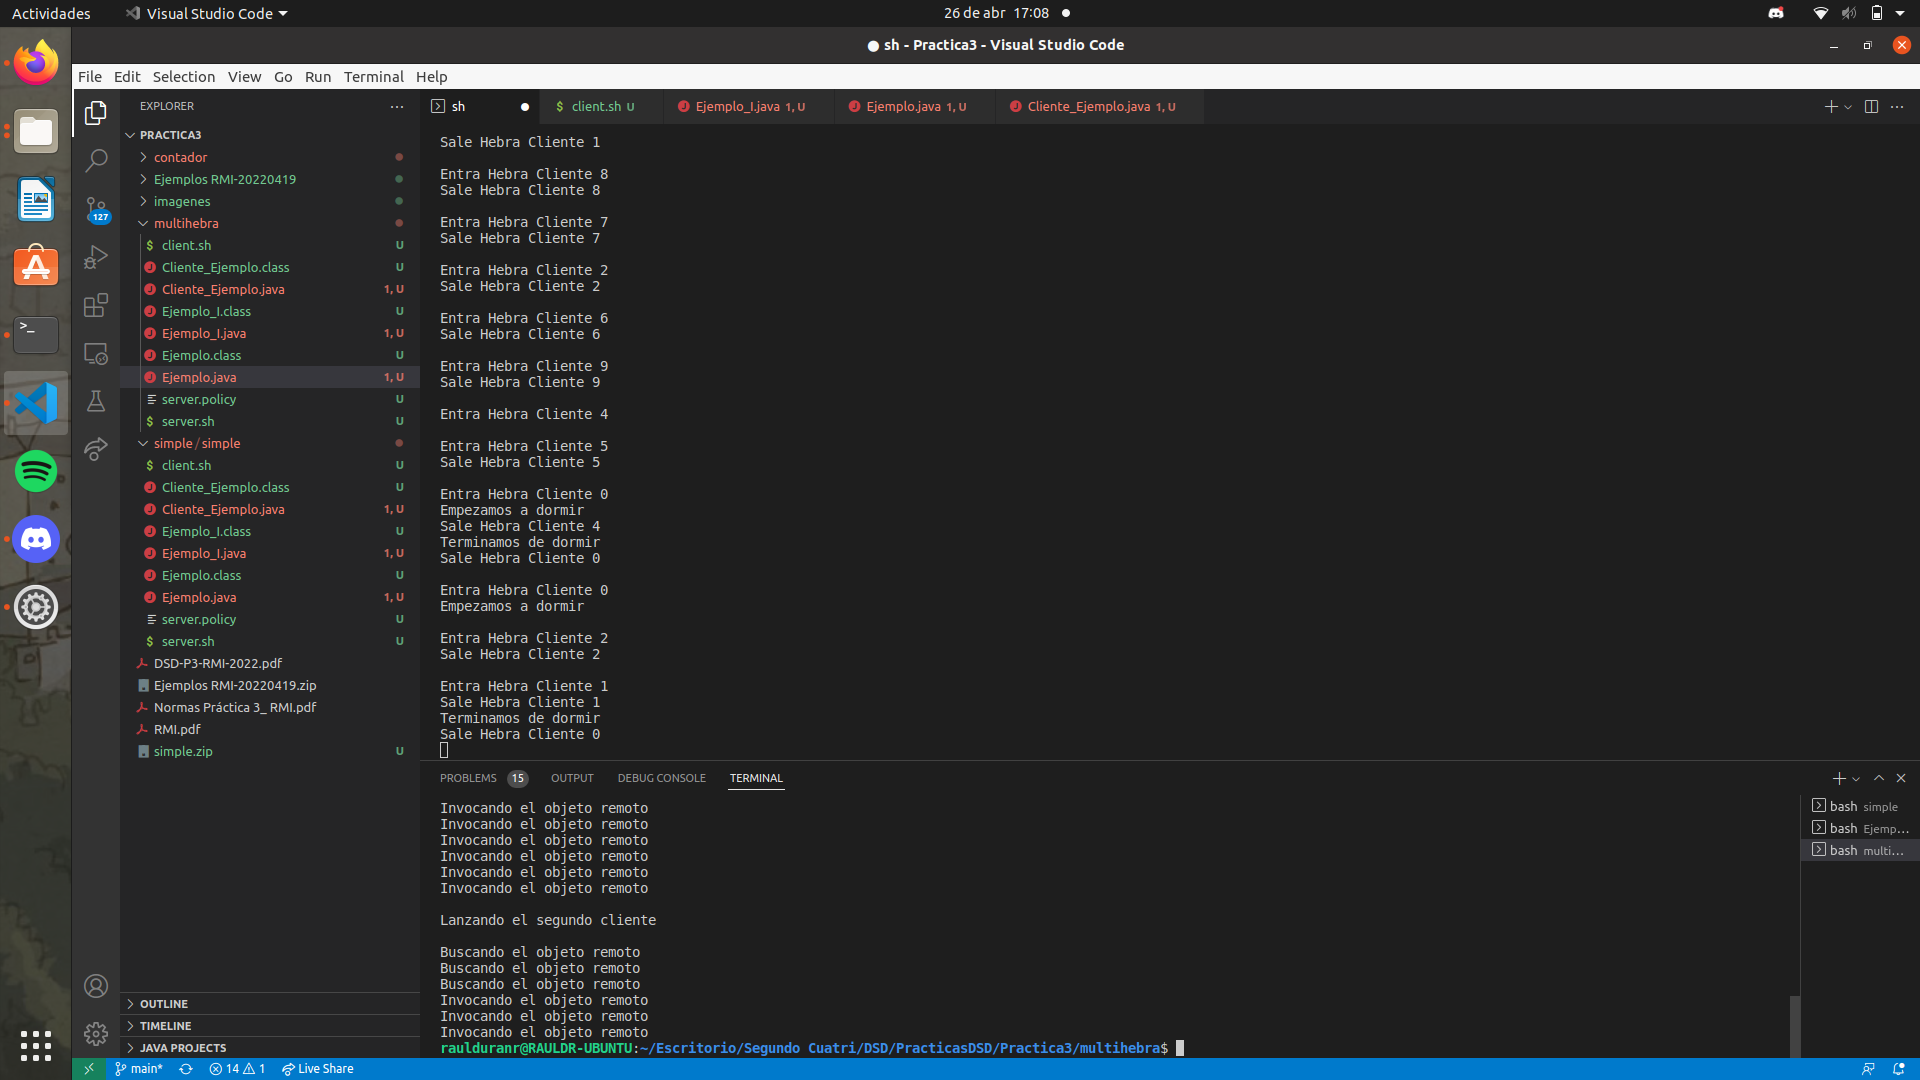 Actividades
Visual Studio Code
26 de abr 17:08
sh - Practica3 - Visual Studio Code
File Edit Selection View Go Run Terminal Help
EXPLORER
PRACTICA3
contador
Ejemplos RMI-20220419
imagenes
multihebra
client.sh U
Cliente_Ejemplo.class U
Cliente_Ejemplo.java 1, U
Ejemplo_I.class U
Ejemplo_I.java 1, U
Ejemplo.class U
Ejemplo.java 1, U
server.policy U
server.sh U
simple / simple
client.sh U
Cliente_Ejemplo.class U
Cliente_Ejemplo.java 1, U
Ejemplo_I.class U
Ejemplo_I.java 1, U
Ejemplo.class U
Ejemplo.java 1, U
server.policy U
server.sh U
DSD-P3-RMI-2022.pdf
Ejemplos RMI-20220419.zip
Normas Práctica 3_ RMI.pdf
RMI.pdf
simple.zip U
OUTLINE
TIMELINE
JAVA PROJECTS
127
sh
client.sh U
Ejemplo_I.java 1, U
Ejemplo.java 1, U
Cliente_Ejemplo.java 1, U
Sale Hebra Cliente 1
Entra Hebra Cliente 8
Sale Hebra Cliente 8
Entra Hebra Cliente 7
Sale Hebra Cliente 7
Entra Hebra Cliente 2
Sale Hebra Cliente 2
Entra Hebra Cliente 6
Sale Hebra Cliente 6
Entra Hebra Cliente 9
Sale Hebra Cliente 9
Entra Hebra Cliente 4
Entra Hebra Cliente 5
Sale Hebra Cliente 5
Entra Hebra Cliente 0
Empezamos a dormir
Sale Hebra Cliente 4
Terminamos de dormir
Sale Hebra Cliente 0
Entra Hebra Cliente 0
Empezamos a dormir
Entra Hebra Cliente 2
Sale Hebra Cliente 2
Entra Hebra Cliente 1
Sale Hebra Cliente 1
Terminamos de dormir
Sale Hebra Cliente 0
PROBLEMS 15 OUTPUT DEBUG CONSOLE TERMINAL
Invocando el objeto remoto
Invocando el objeto remoto
Invocando el objeto remoto
Invocando el objeto remoto
Invocando el objeto remoto
Invocando el objeto remoto
Lanzando el segundo cliente
Buscando el objeto remoto
Buscando el objeto remoto
Buscando el objeto remoto
Invocando el objeto remoto
Invocando el objeto remoto
Invocando el objeto remoto
raulduranr@RAULDR-UBUNTU:~/Escritorio/Segundo Cuatri/DSD/PracticasDSD/Practica3/multihebra$
bash simple
bash Ejemp...
bash multi...
main* 14 1 Live Share